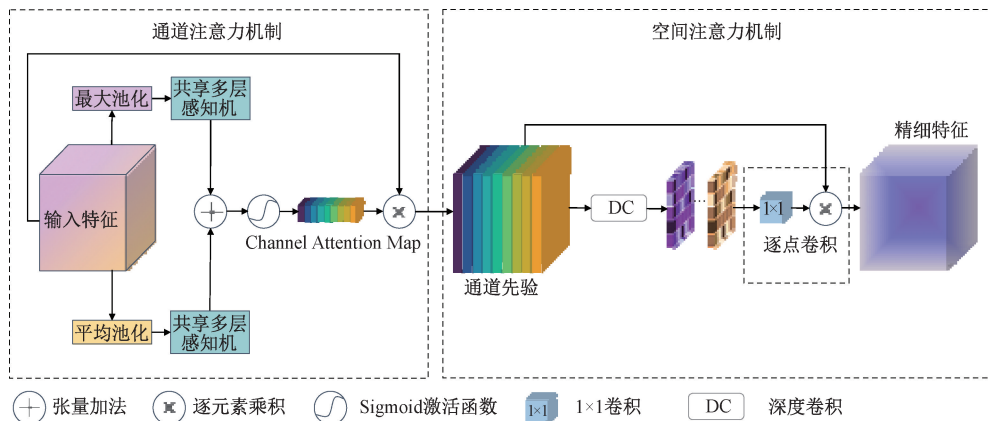 通道注意力机制
空间注意力机制
最大池化
共享多层
感知机
输入特征
Channel Attention Map
平均池化
共享多层
感知机
通道先验
DC
...
1×1
逐点卷积
精细特征
张量加法
逐元素乘积
Sigmoid激活函数
1×1
1×1卷积
DC
深度卷积